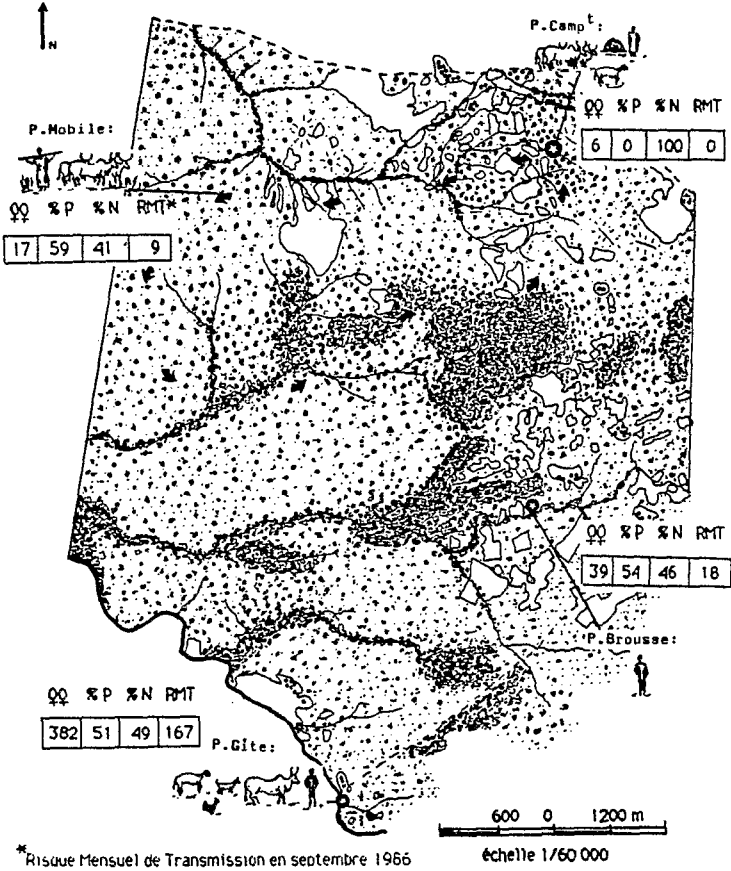 N
P.Campᵗ:
♀♀ %P %N RMT
6 0 100 0
P.Mobile:
♀♀ %P %N RMT*
17 59 41 9
♀♀ %P %N RMT
39 54 46 18
P.Brousse:
♀♀ %P %N RMT
382 51 49 167
P.Gîte:
600 0 1200 m
échelle 1/60 000
*Risque Mensuel de Transmission en septembre 1986